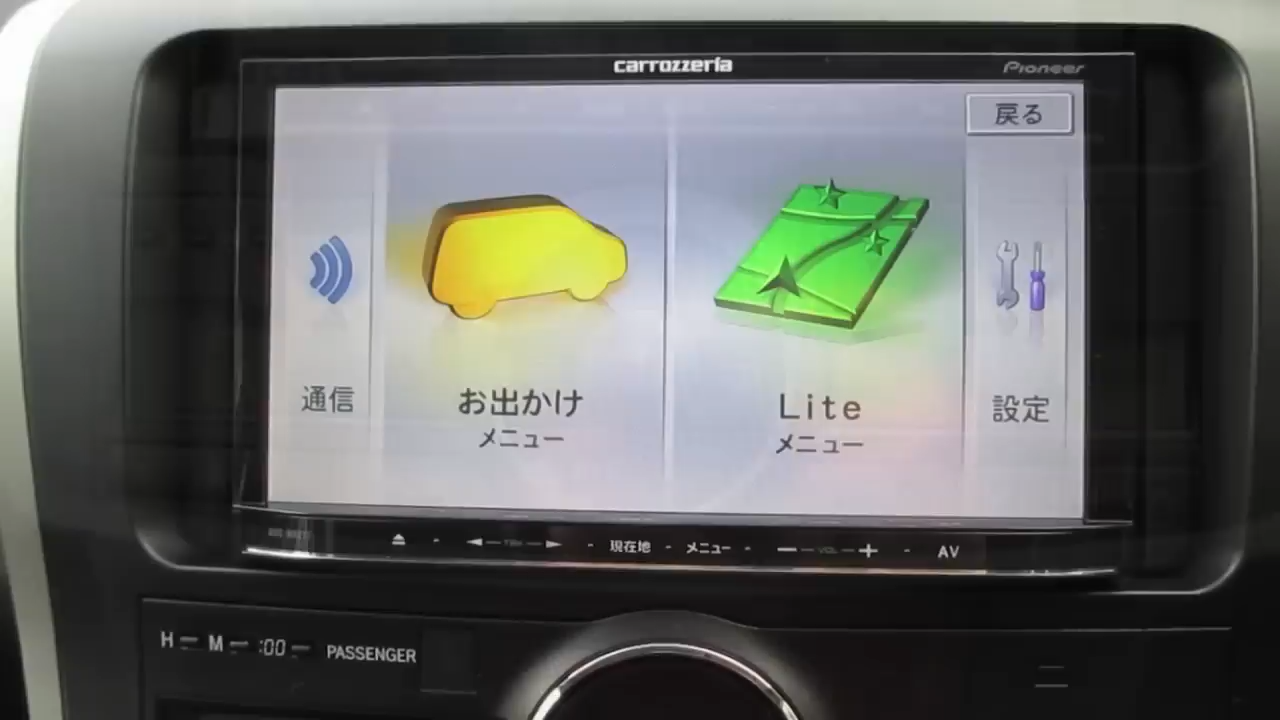 carrozzeria
Pioneer
戻る
通信
お出かけ
メニュー
Lite
メニュー
設定
現在地
メニュー
VOL
AV
H
M
:00
PASSENGER